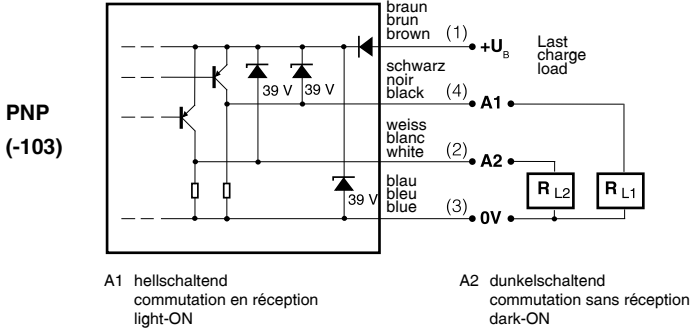 braun
brun
brown (1) +UB
Last charge load
schwarz
noir
black (4) A1
39 V 39 V
PNP
(-103)
weiss
blanc
white (2) A2
R L2 R L1
blau
bleu
blue (3) 0V
39 V
A1 hellschaltend
commutation en réception
light-ON
A2 dunkelschaltend
commutation sans réception
dark-ON